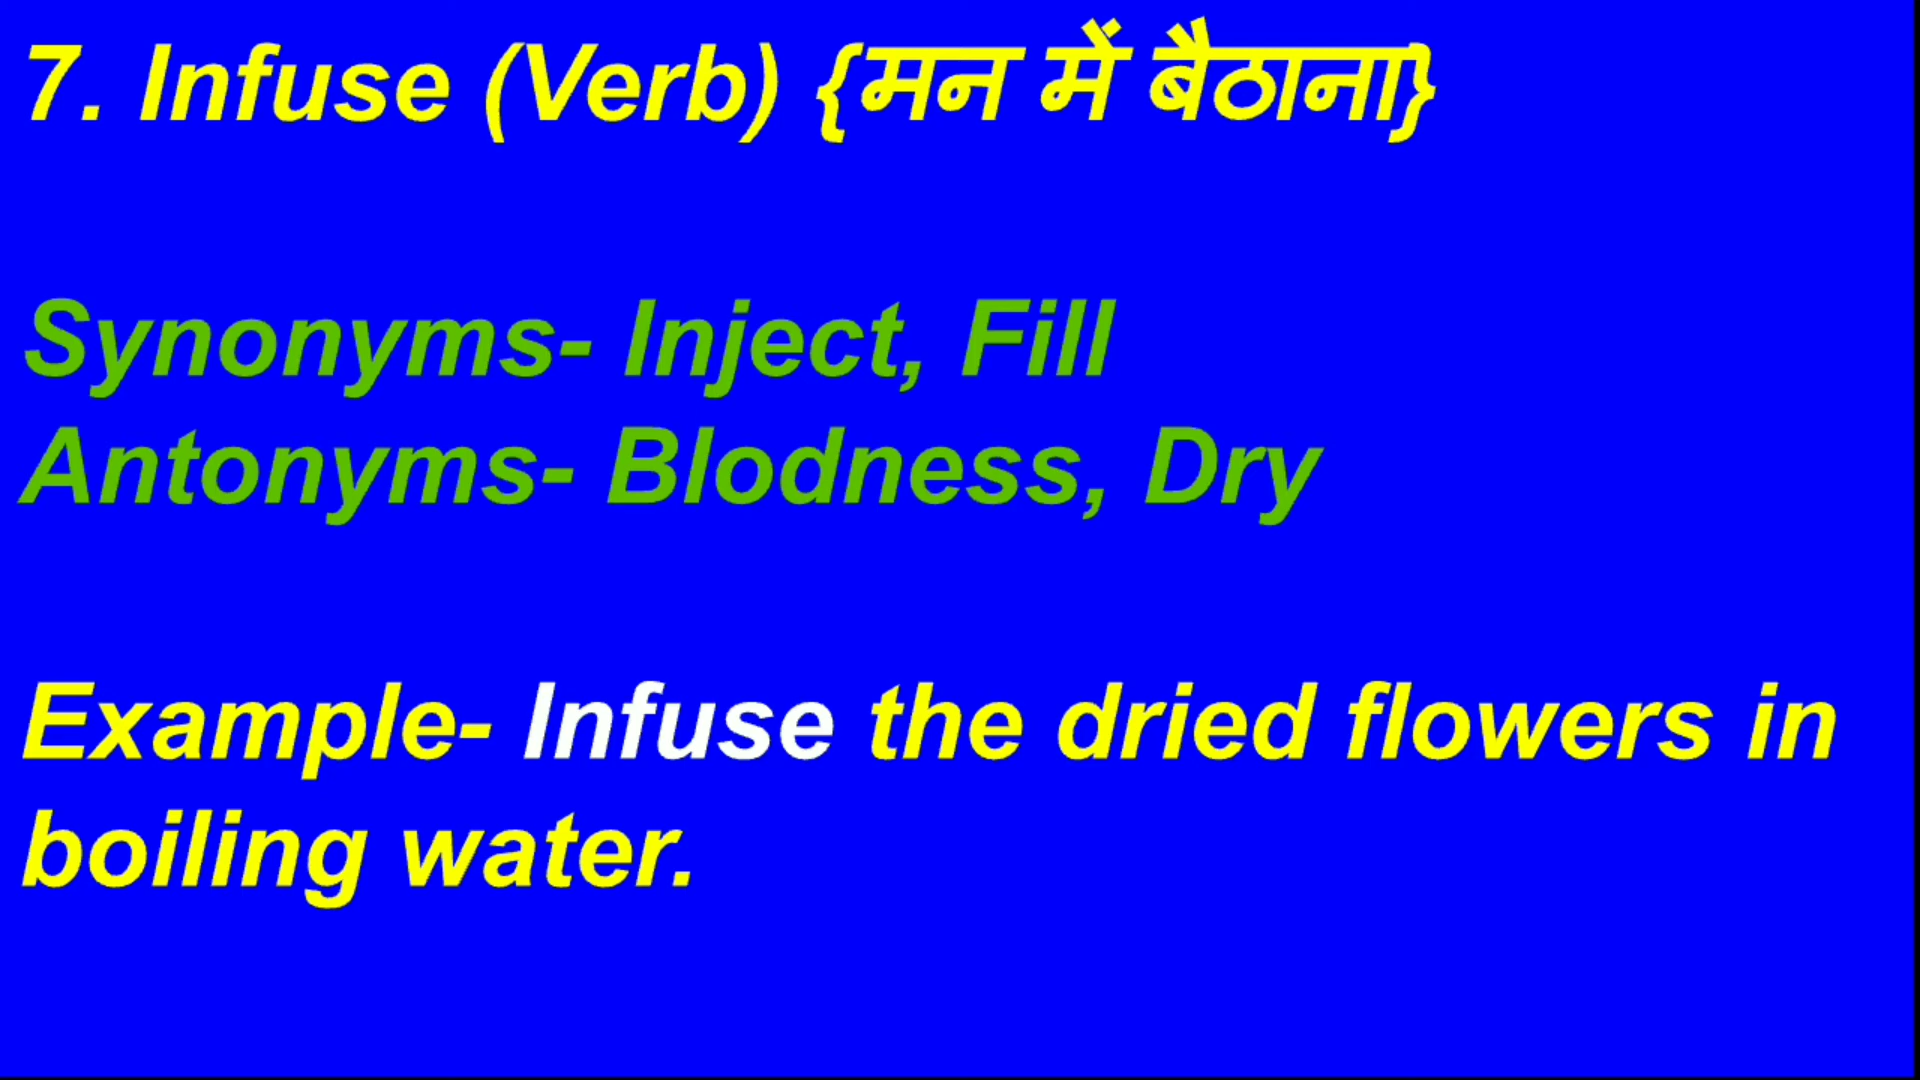 7. Infuse (Verb) {मन में बैठाना}
Synonyms- Inject, Fill
Antonyms- Blodness, Dry
Example- Infuse the dried flowers in
boiling water.